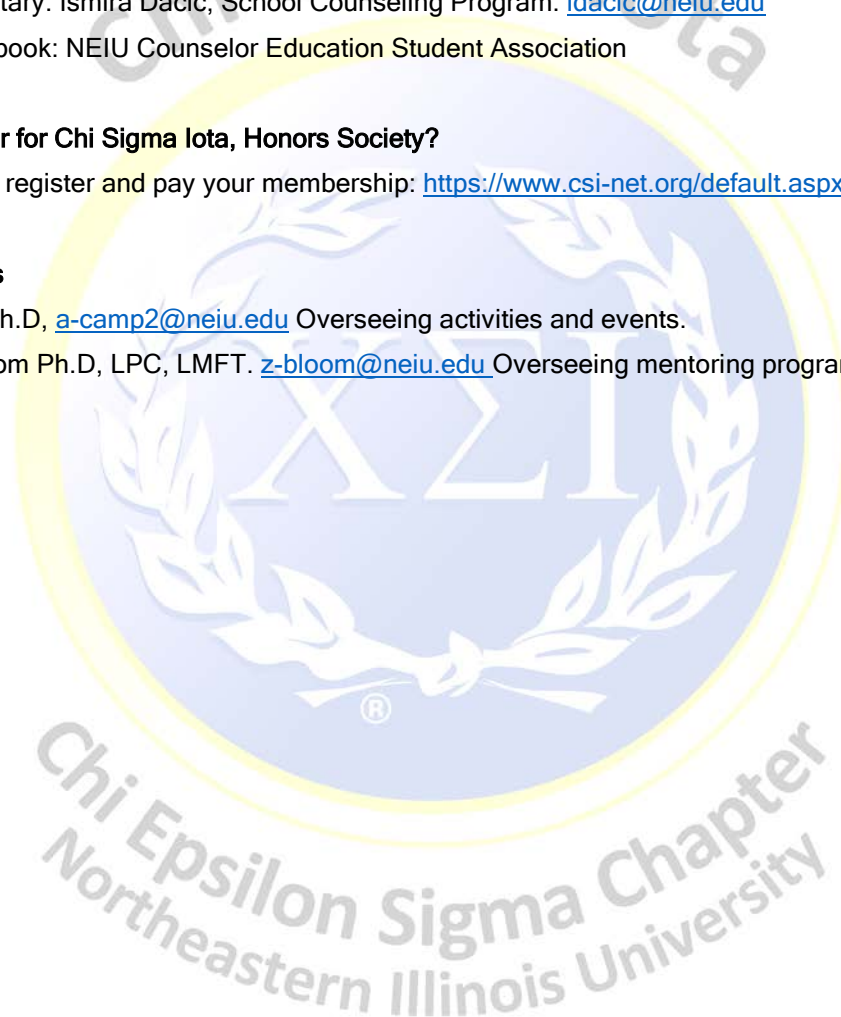 tary: Ismira Dacic, School Counseling Program. idacic@neiu.edu
book: NEIU Counselor Education Student Association
r for Chi Sigma Iota, Honors Society?
register and pay your membership: https://www.csi-net.org/default.aspx
s
h.D, a-camp2@neiu.edu Overseeing activities and events.
om Ph.D, LPC, LMFT. z-bloom@neiu.edu Overseeing mentoring progra
ΧΣΙ
®
Chi Epsilon Sigma Chapter
Northeastern Illinois University